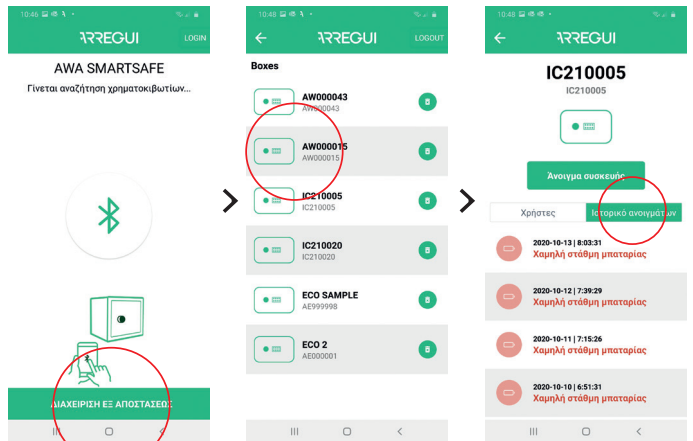 10:46
ARREGUI
LOGIN
AWA SMARTSAFE
Γίνεται αναζήτηση χρηματοκιβωτίων...
ΔΙΑΧΕΙΡΙΣΗ ΕΞ ΑΠΟΣΤΑΣΕΩΣ
10:46
ARREGUI
LOGOUT
Boxes
AW000043
AW000043
AW000015
AW000015
IC210005
IC210005
IC210020
IC210020
ECO SAMPLE
AE999998
ECO 2
AE000001
10:48
ARREGUI
IC210005
IC210005
Άνοιγμα συσκευής
Χρήστες
Ιστορικό ανοιγμάτων
2020-10-13 | 8:03:31
Χαμηλή στάθμη μπαταρίας
2020-10-12 | 7:39:29
Χαμηλή στάθμη μπαταρίας
2020-10-11 | 7:15:26
Χαμηλή στάθμη μπαταρίας
2020-10-10 | 6:51:31
Χαμηλή στάθμη μπαταρίας